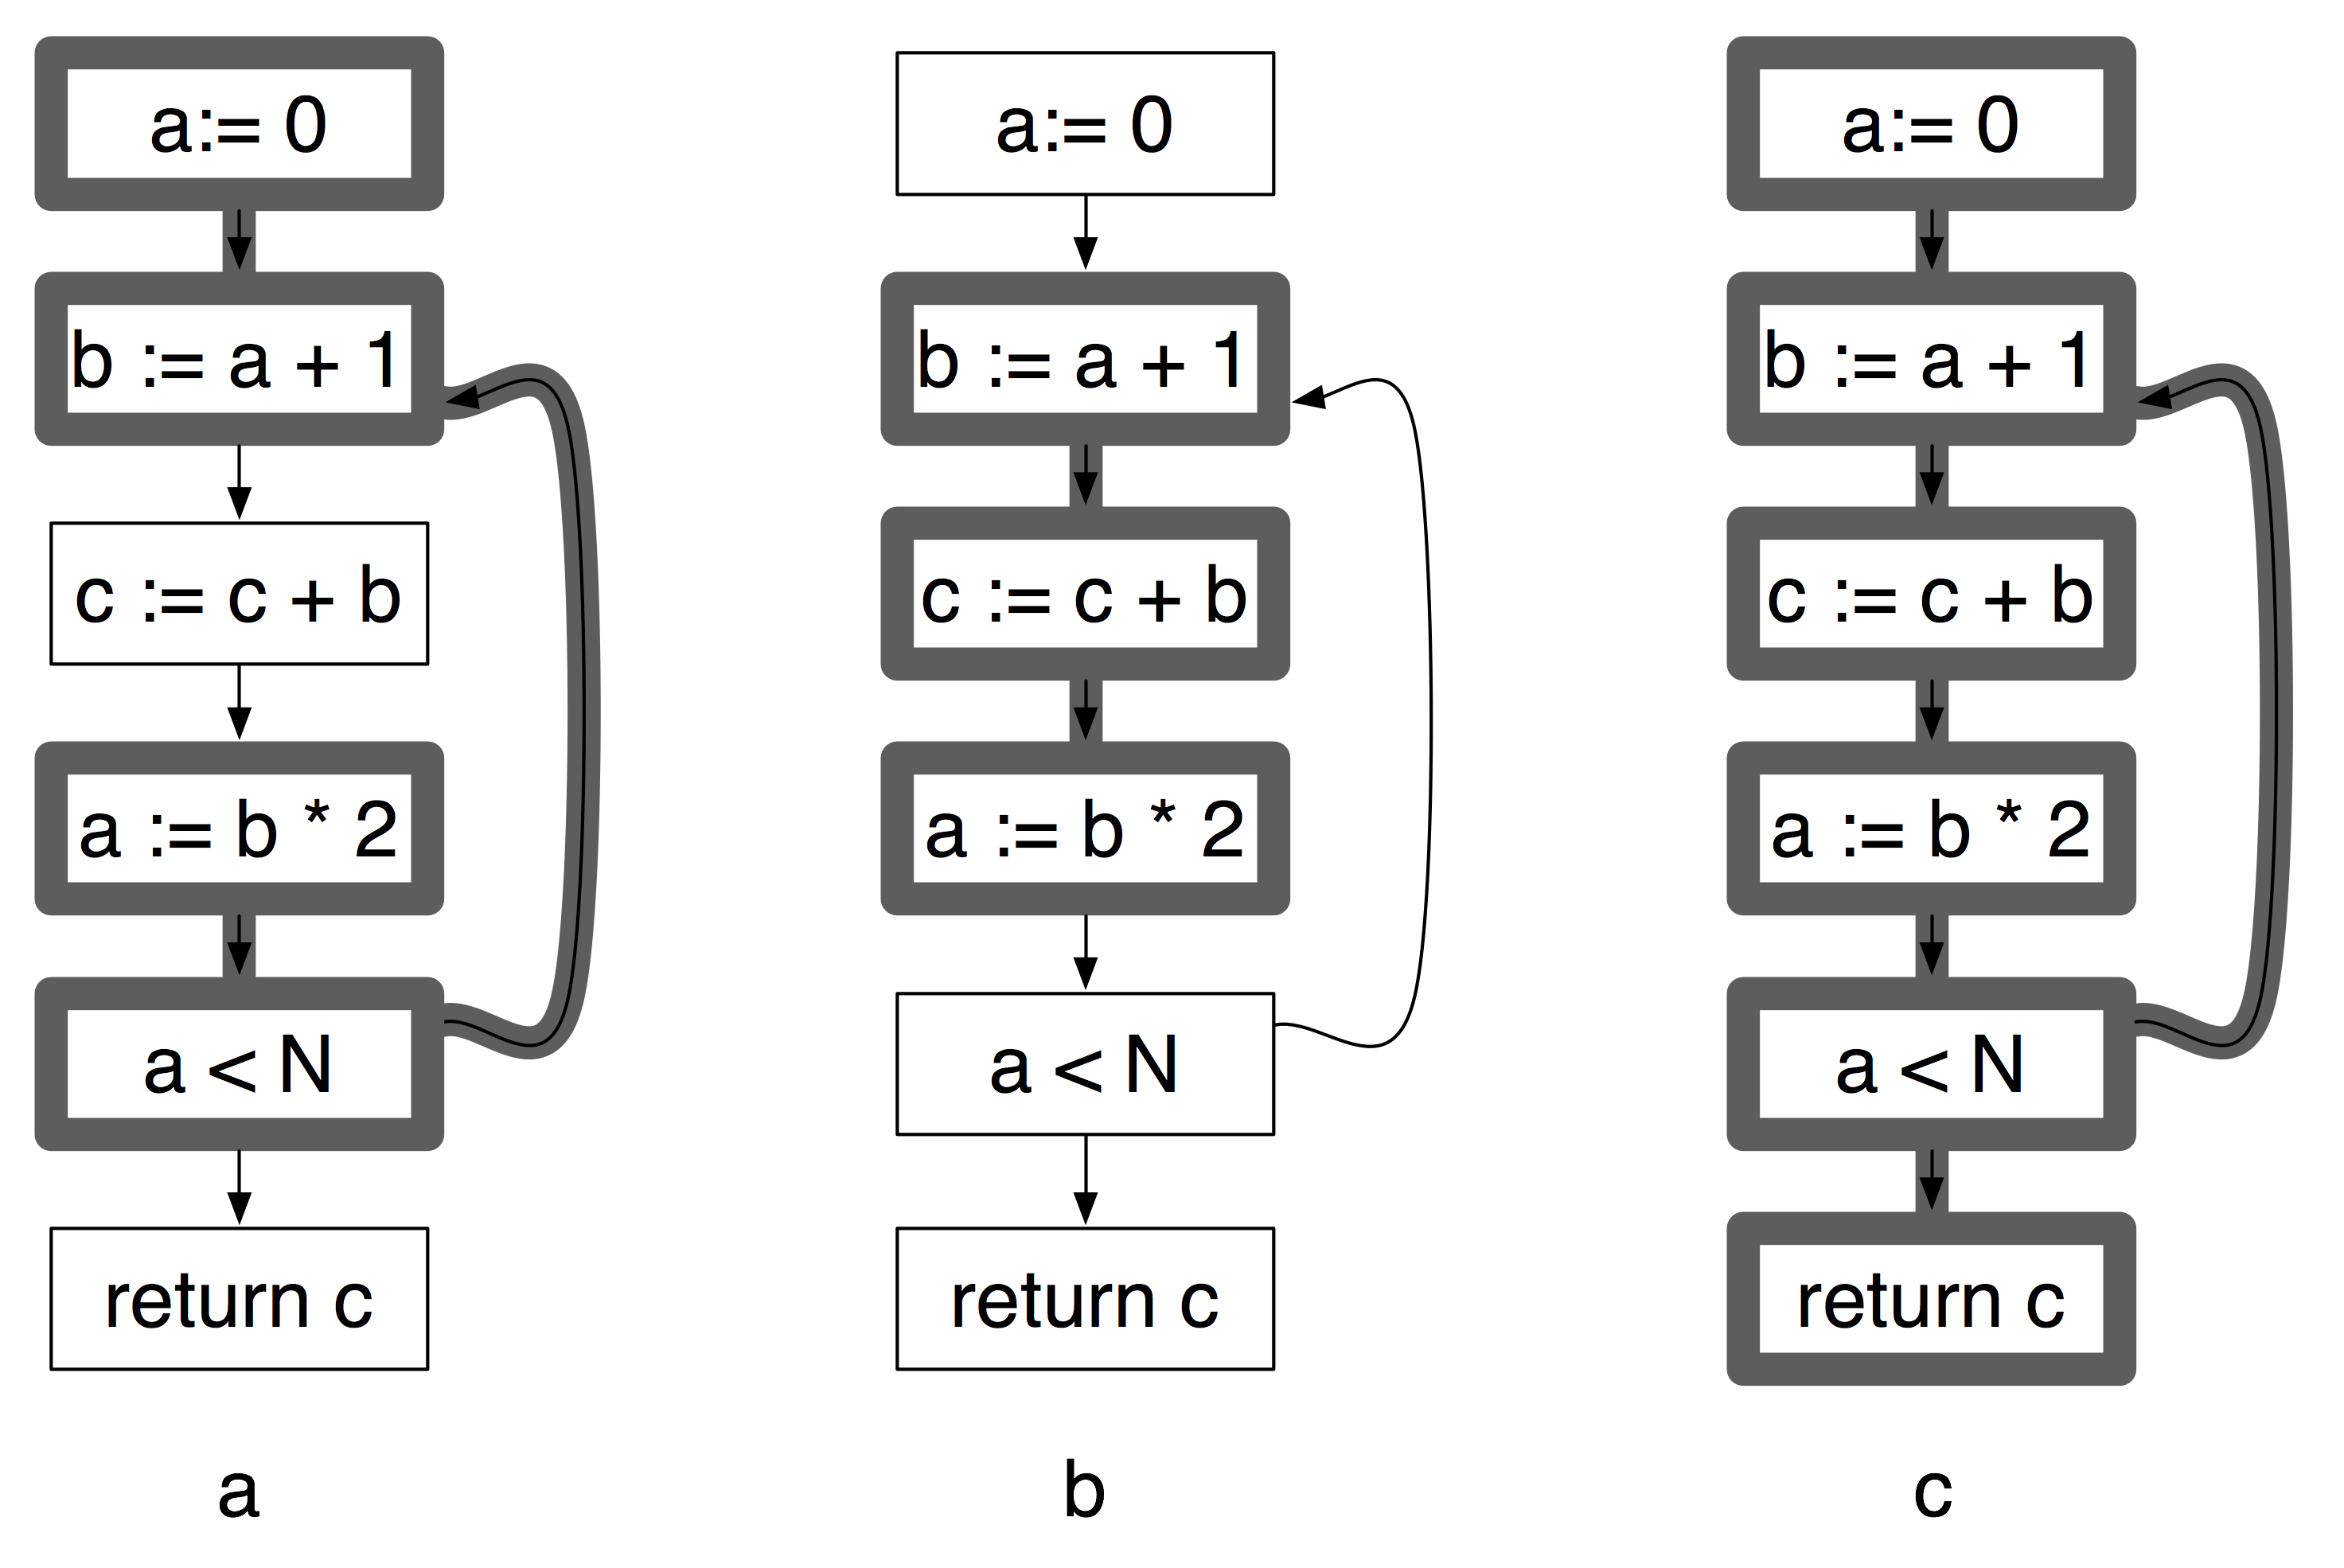 a:= 0
b := a + 1
c := c + b
a := b * 2
a < N
return c
a
a:= 0
b := a + 1
c := c + b
a := b * 2
a < N
return c
b
a:= 0
b := a + 1
c := c + b
a := b * 2
a < N
return c
c